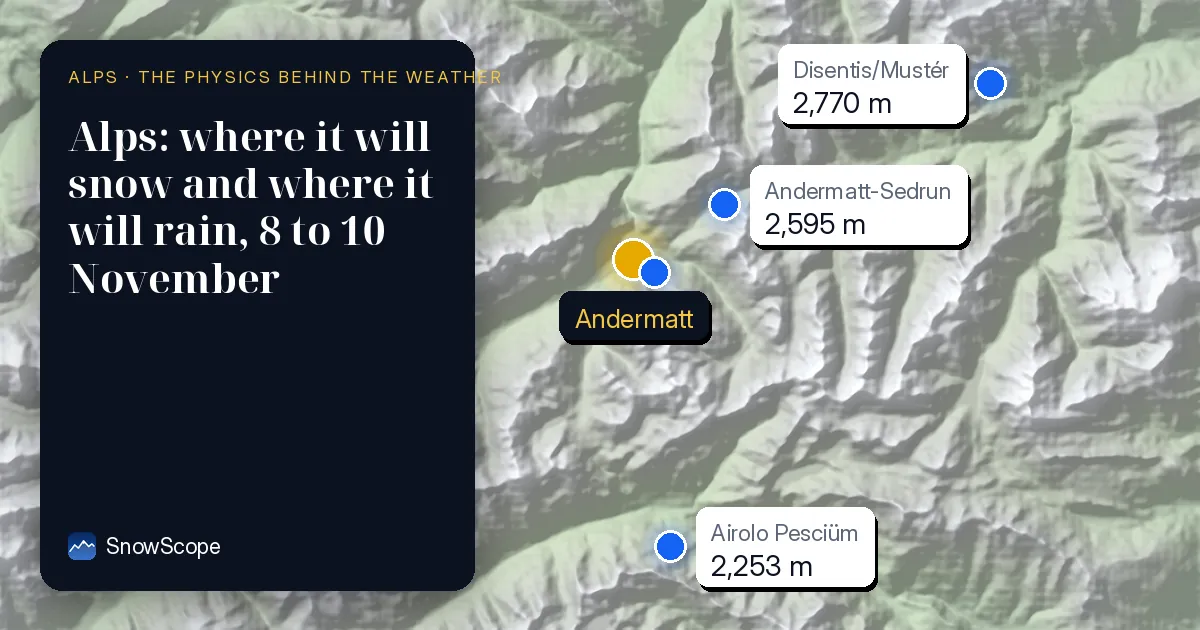 ALPS · THE PHYSICS BEHIND THE WEATHER
Alps: where it will
snow and where it
will rain, 8 to 10
November
SnowScope
Disentis/Mustér
2,770 m
Andermatt-Sedrun
2,595 m
Andermatt
Airolo Pesciüm
2,253 m